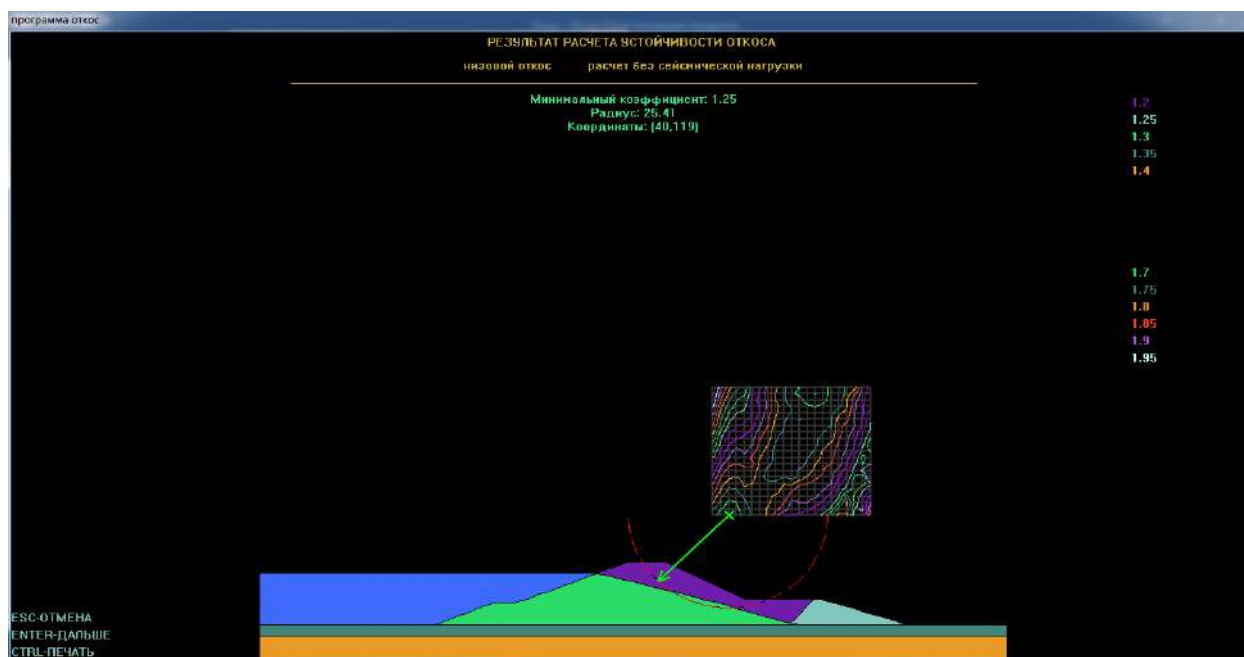 программа откос
РЕЗУЛЬТАТ РАСЧЕТА УСТОЙЧИВОСТИ ОТКОСА
низовой откос расчет без сейсмической нагрузки
Минимальный коэффициент: 1.25
Радиус: 25.41
Координаты: (40,119)
1.2
1.25
1.3
1.35
1.4
1.7
1.75
1.8
1.85
1.9
1.95
ESC-ОТМЕНА
ENTER-ДАЛЬШЕ
CTRL-ПЕЧАТЬ